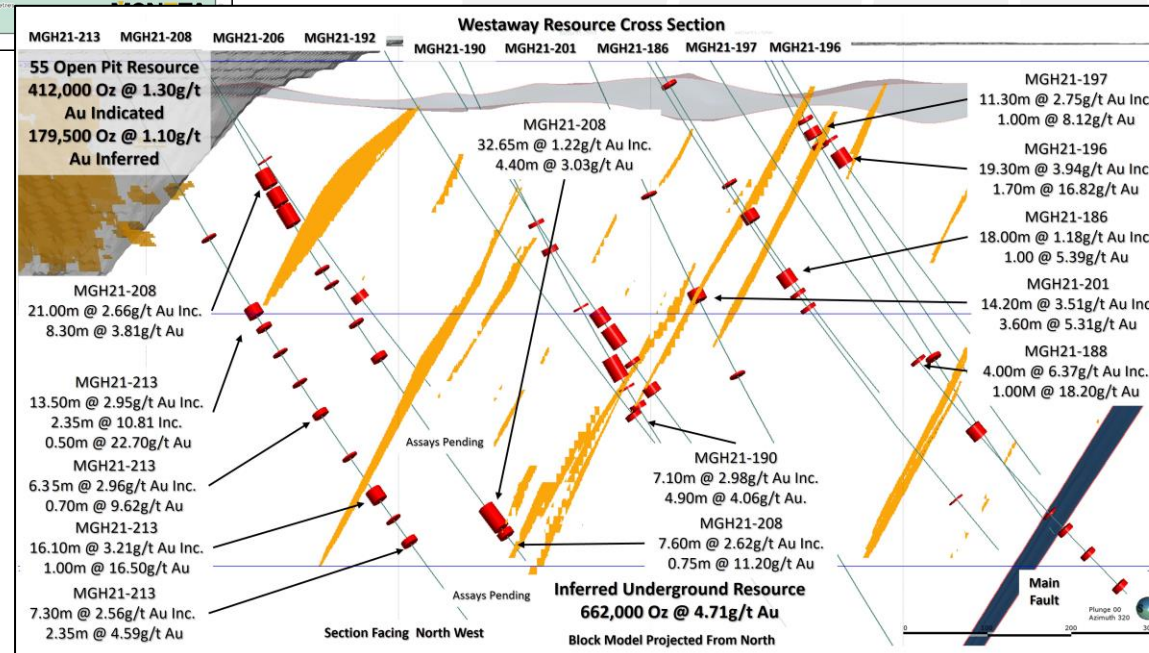 MONETA
Westaway Resource Cross Section
MGH21-213 MGH21-208 MGH21-206 MGH21-192 MGH21-190 MGH21-201 MGH21-186 MGH21-197 MGH21-196
55 Open Pit Resource
412,000 Oz @ 1.30g/t
Au Indicated
179,500 Oz @ 1.10g/t
Au Inferred
MGH21-208
32.65m @ 1.22g/t Au Inc.
4.40m @ 3.03g/t Au
MGH21-197
11.30m @ 2.75g/t Au Inc
1.00m @ 8.12g/t Au
MGH21-196
19.30m @ 3.94g/t Au Inc
1.70m @ 16.82g/t Au
MGH21-186
18.00m @ 1.18g/t Au Inc
1.00 @ 5.39g/t Au
MGH21-201
14.20m @ 3.51g/t Au Inc
3.60m @ 5.31g/t Au
MGH21-188
4.00m @ 6.37g/t Au Inc
1.00M @ 18.20g/t Au
MGH21-208
21.00m @ 2.66g/t Au Inc.
8.30m @ 3.81g/t Au
MGH21-213
13.50m @ 2.95g/t Au Inc.
2.35m @ 10.81 Inc.
0.50m @ 22.70g/t Au
MGH21-213
6.35m @ 2.96g/t Au Inc.
0.70m @ 9.62g/t Au
MGH21-213
16.10m @ 3.21g/t Au Inc.
1.00m @ 16.50g/t Au
MGH21-213
7.30m @ 2.56g/t Au Inc.
2.35m @ 4.59g/t Au
Assays Pending
MGH21-190
7.10m @ 2.98g/t Au Inc.
4.90m @ 4.06g/t Au.
MGH21-208
7.60m @ 2.62g/t Au Inc.
0.75m @ 11.20g/t Au
Assays Pending
Inferred Underground Resource
662,000 Oz @ 4.71g/t Au
Section Facing North West
Block Model Projected From North
Main
Fault
Plunge 00
Azimuth 320
0 100 200 30